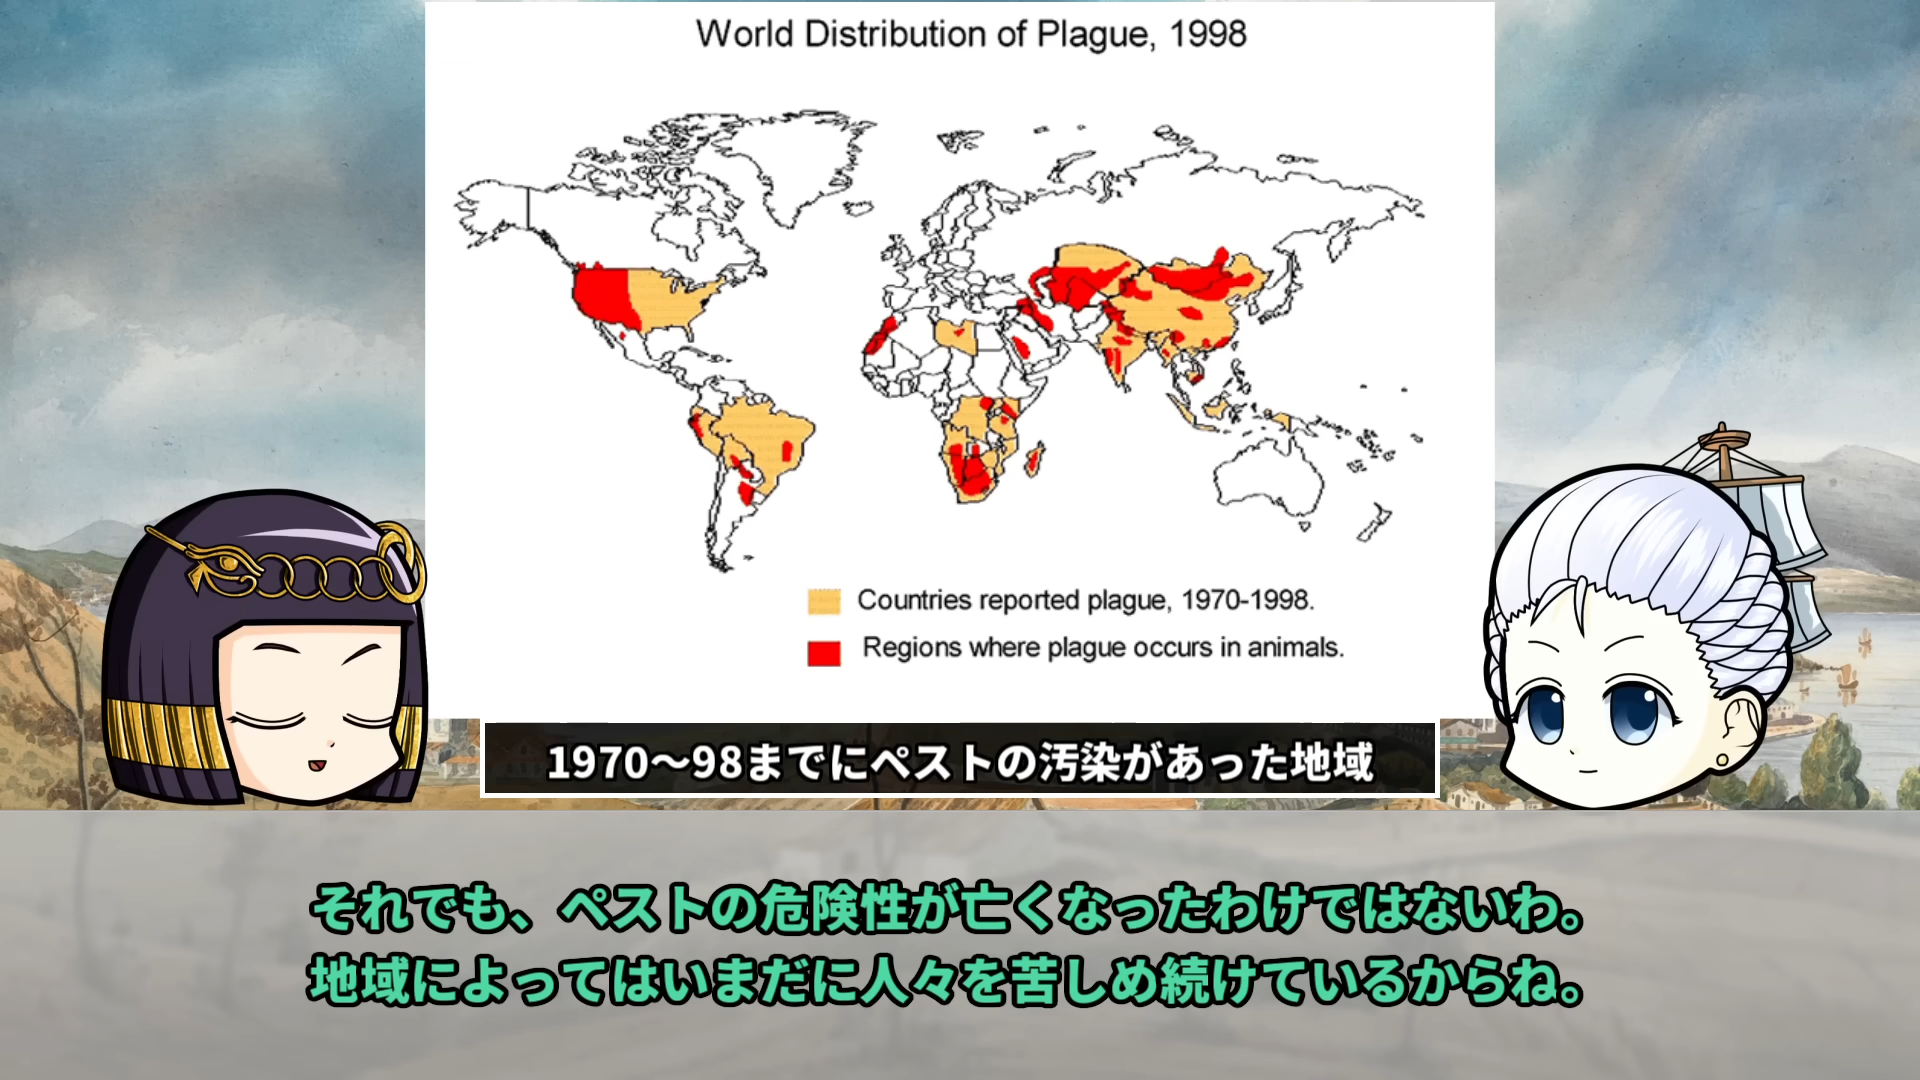 World Distribution of Plague, 1998
Countries reported plague, 1970-1998.
Regions where plague occurs in animals.
1970～98までにペストの汚染があった地域
それでも、ペストの危険性が亡くなったわけではないわ。
地域によってはいまだに人々を苦しめ続けているからね。